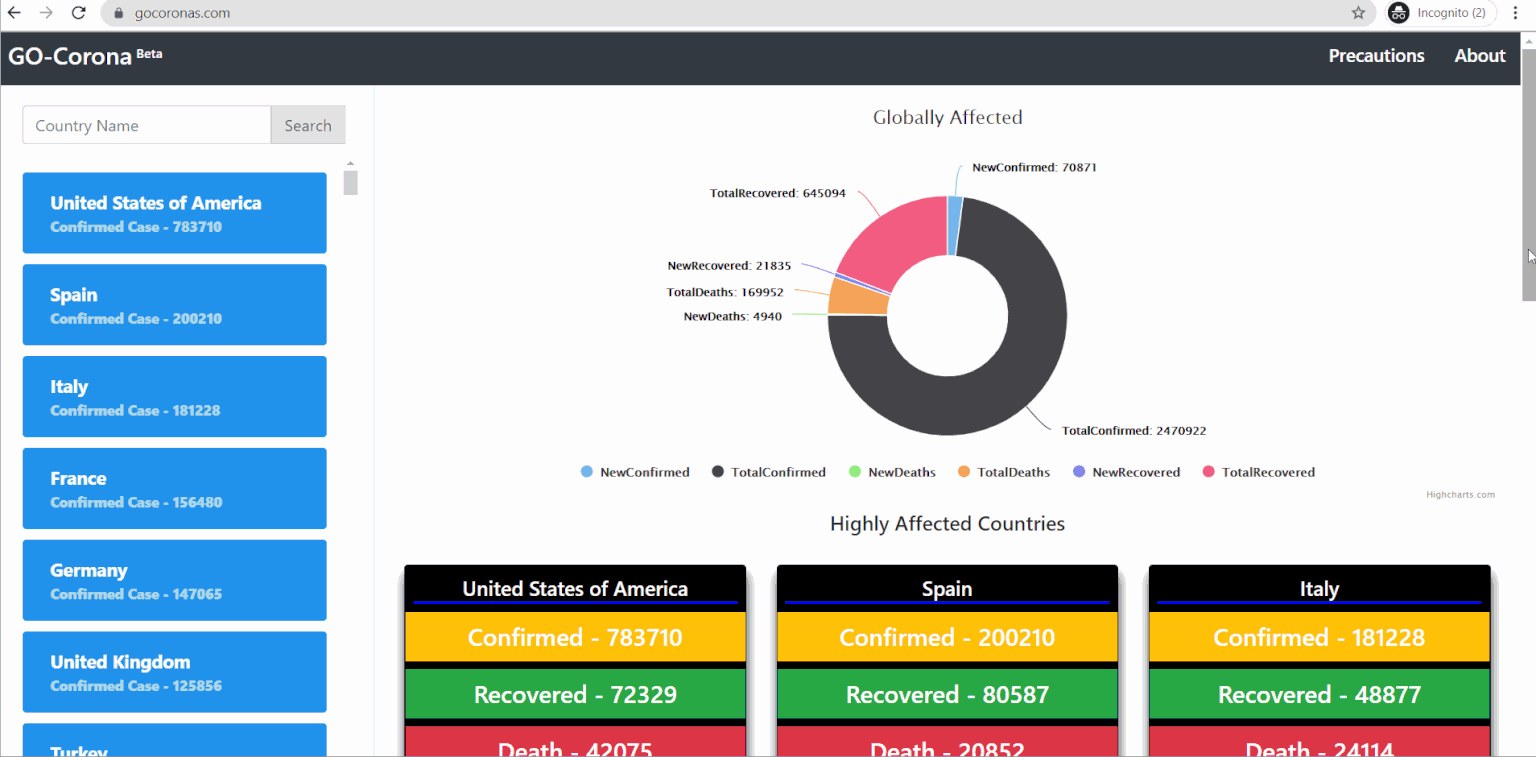 gocoronas.com
Incognito (2)
GO-Corona Beta
Precautions About
Country Name Search
United States of America
Confirmed Case - 783710
Spain
Confirmed Case - 200210
Italy
Confirmed Case - 181228
France
Confirmed Case - 156480
Germany
Confirmed Case - 147065
United Kingdom
Confirmed Case - 125856
Turkey
Globally Affected
NewConfirmed: 70871
TotalRecovered: 645094
NewRecovered: 21835
TotalDeaths: 169952
NewDeaths: 4940
TotalConfirmed: 2470922
NewConfirmed TotalConfirmed NewDeaths TotalDeaths NewRecovered TotalRecovered
Highcharts.com
Highly Affected Countries
United States of America
Confirmed - 783710
Recovered - 72329
Death - 42075
Spain
Confirmed - 200210
Recovered - 80587
Death - 20852
Italy
Confirmed - 181228
Recovered - 48877
Death - 24114